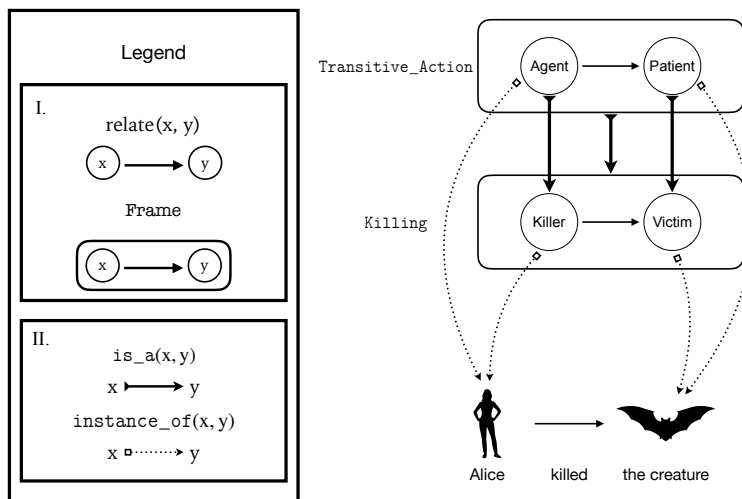 Legend
I.
relate(x, y)
x y
Frame
x y
II.
is_a(x, y)
x y
instance_of(x, y)
x y
Transitive_Action
Agent Patient
Killing
Killer Victim
Alice killed the creature